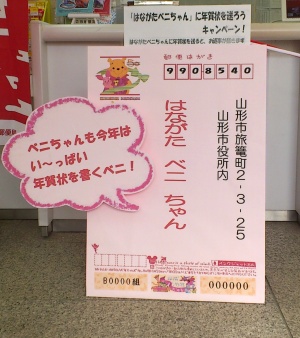 「はながたベニちゃん」に年賀状を送ろう
キャンペーン!
郵便はがき
9908540
山形市旅篭町2-3-25
山形市役所内
はながた ベニ ちゃん
ベニちゃんも今年は
い〜っぱい
年賀状を書くベニ!
B0000組
000000